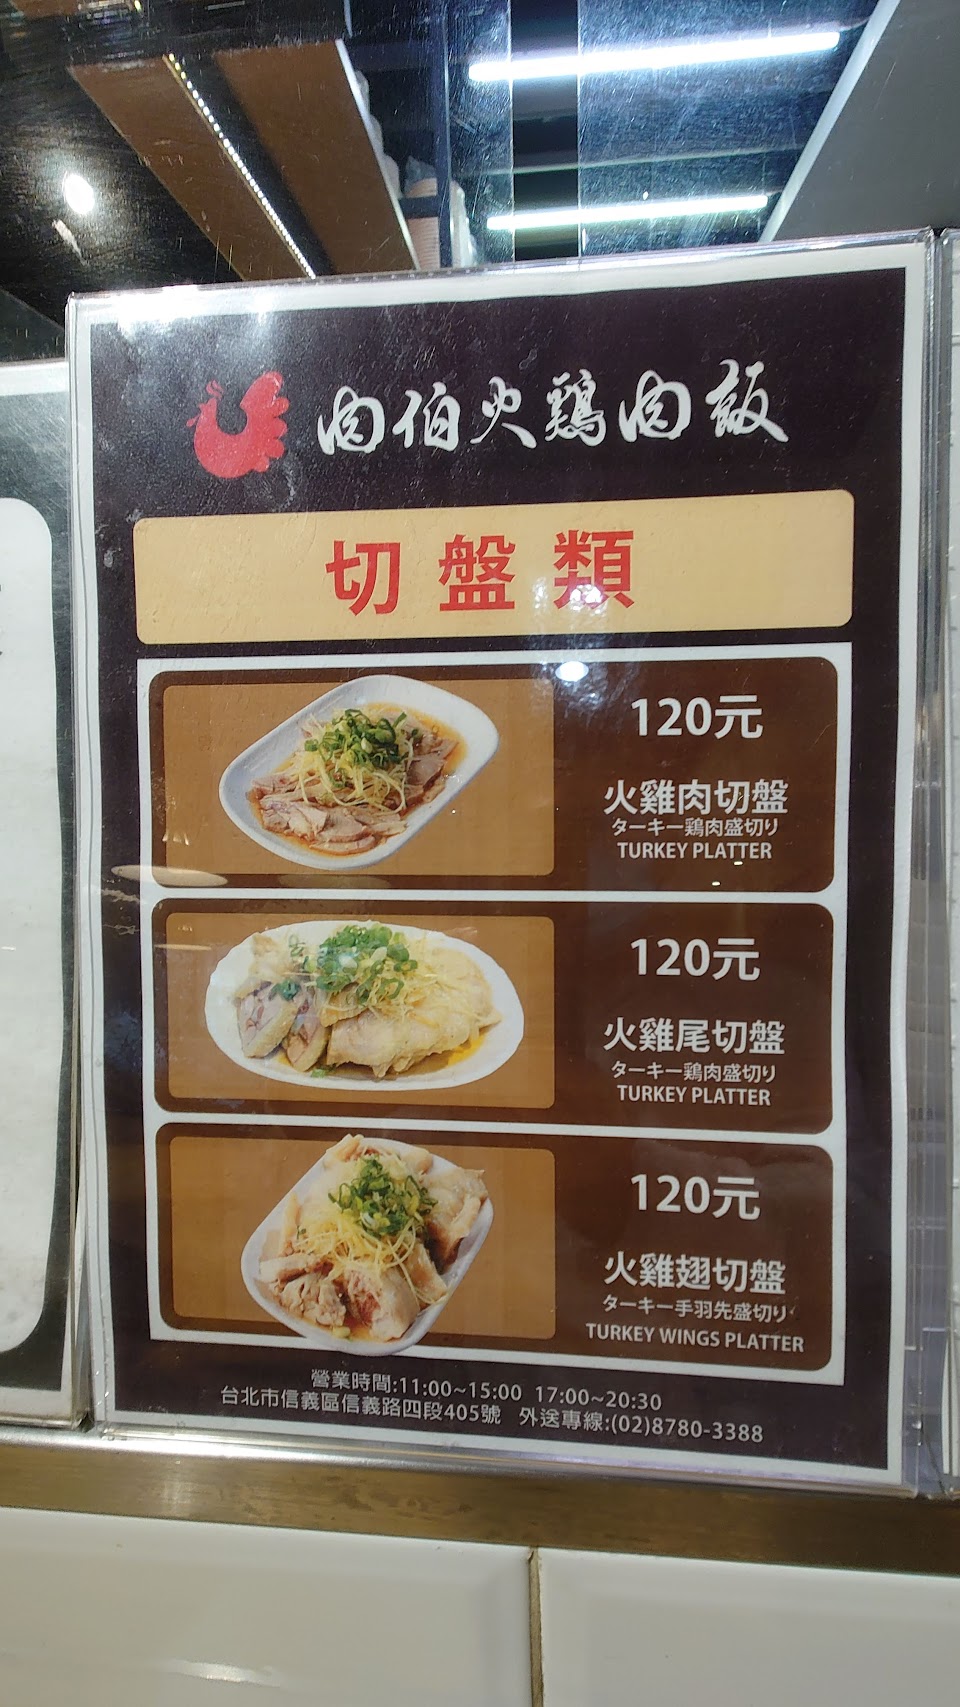 肉伯火鷄肉飯
切盤類
120元
火雞肉切盤
ターキー鶏肉盛切り
TURKEY PLATTER
120元
火雞尾切盤
ターキー鶏肉盛切り
TURKEY PLATTER
120元
火雞翅切盤
ターキー手羽先盛切り
TURKEY WINGS PLATTER
營業時間:11:00~15:00 17:00~20:30
台北市信義區信義路四段405號 外送專線:(02)8780-3388